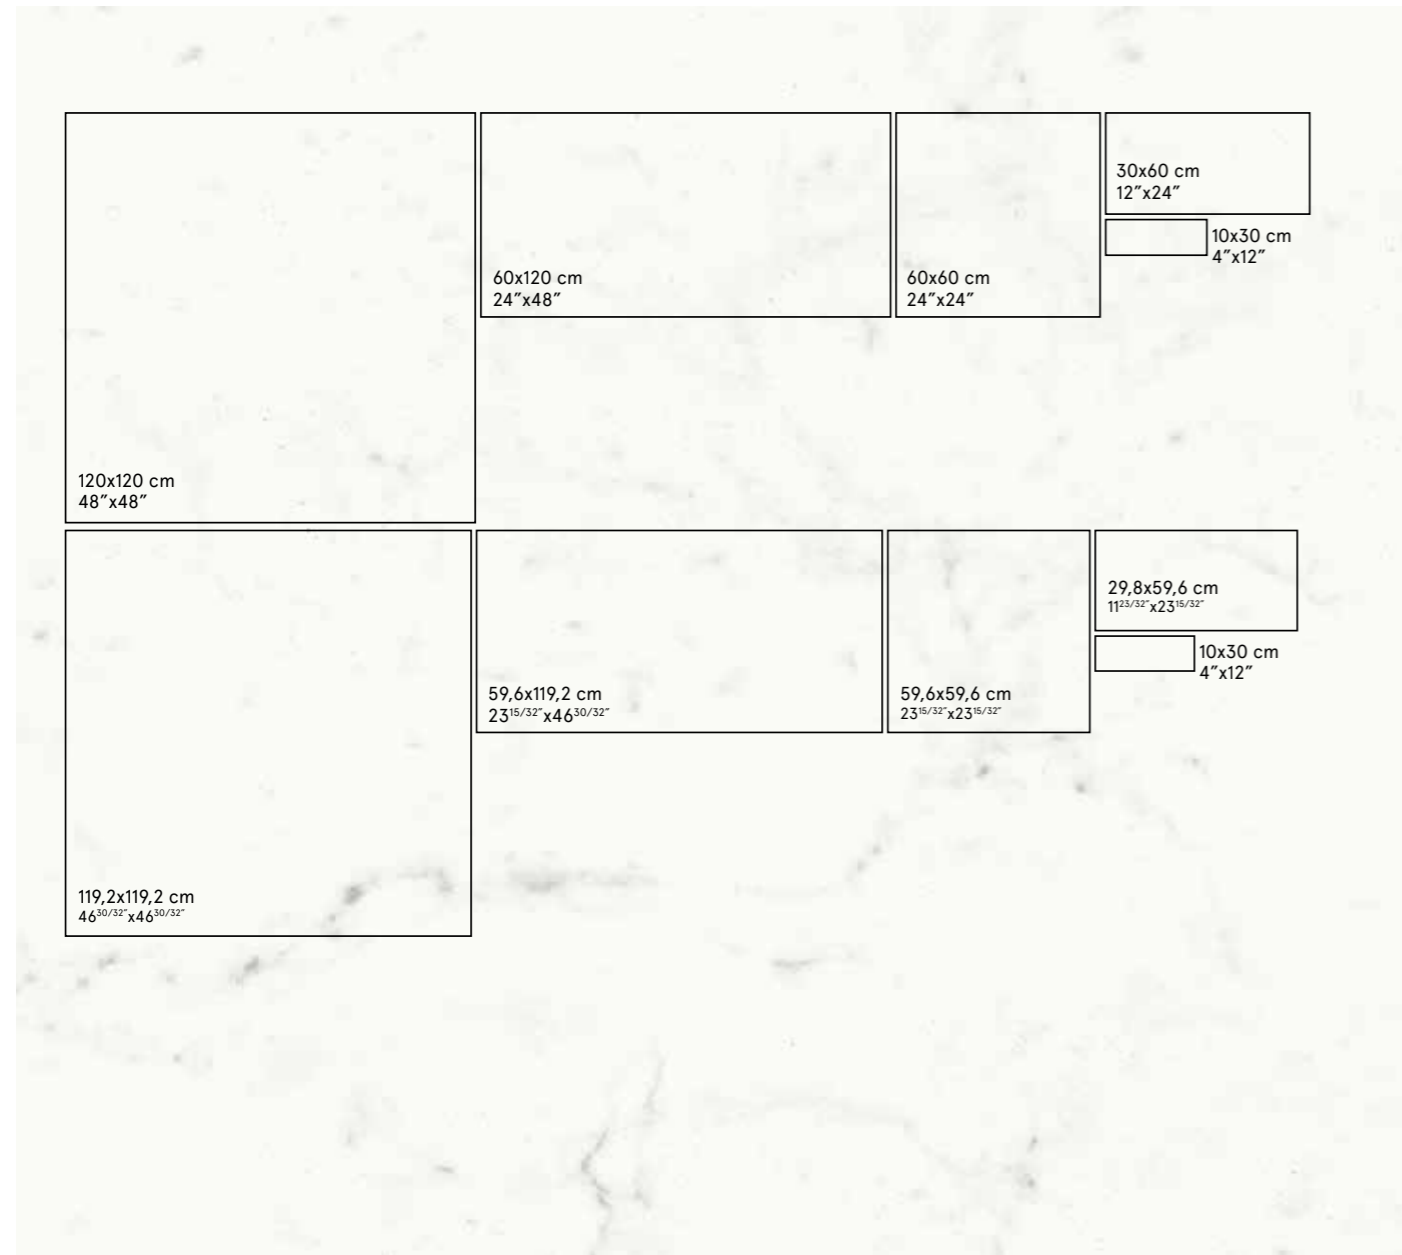 120x120 cm
48"x48"
60x120 cm
24"x48"
60x60 cm
24"x24"
30x60 cm
12"x24"
10x30 cm
4"x12"
119,2x119,2 cm
46 30/32"x46 30/32"
59,6x119,2 cm
23 15/32"x46 30/32"
59,6x59,6 cm
23 15/32"x23 15/32"
29,8x59,6 cm
11 23/32"x23 15/32"
10x30 cm
4"x12"